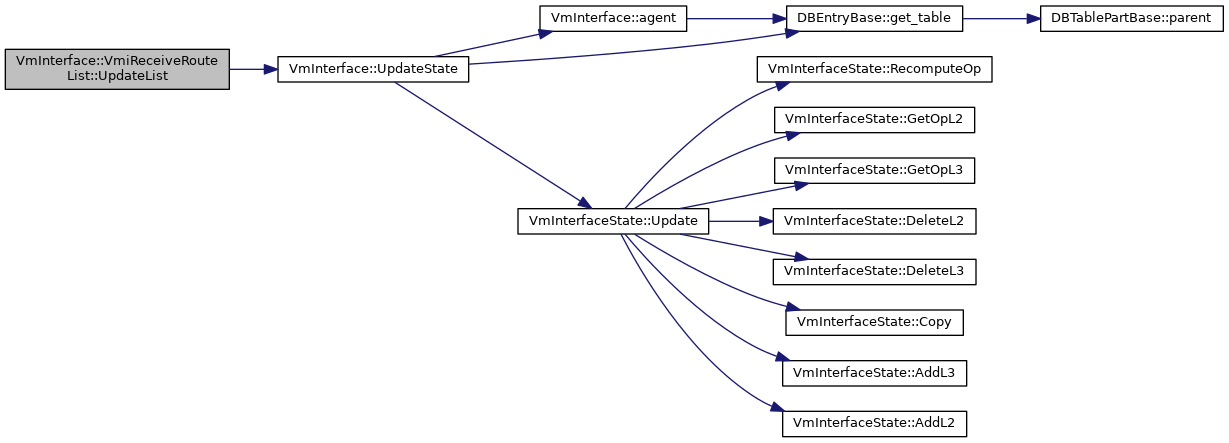 VmInterface::VmiReceiveRoute
List::UpdateList
VmInterface::UpdateState
VmInterface::agent
DBEntryBase::get_table
DBTablePartBase::parent
VmInterfaceState::Update
VmInterfaceState::RecomputeOp
VmInterfaceState::GetOpL2
VmInterfaceState::GetOpL3
VmInterfaceState::DeleteL2
VmInterfaceState::DeleteL3
VmInterfaceState::Copy
VmInterfaceState::AddL3
VmInterfaceState::AddL2